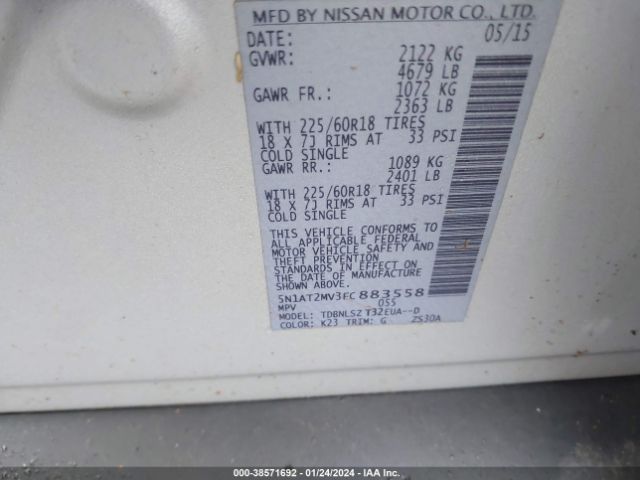 MFD BY NISSAN MOTOR CO., LTD.
DATE: 05/15
GVWR: 2122 KG
4679 LB
GAWR FR.: 1072 KG
2363 LB
WITH 225/60R18 TIRES
18 X 7J RIMS AT 33 PSI
COLD SINGLE
GAWR RR.: 1089 KG
2401 LB
WITH 225/60R18 TIRES
18 X 7J RIMS AT 33 PSI
COLD SINGLE
THIS VEHICLE CONFORMS TO
ALL APPLICABLE FEDERAL
MOTOR VEHICLE SAFETY AND
THEFT PREVENTION
STANDARDS IN EFFECT ON
THE DATE OF MANUFACTURE
SHOWN ABOVE.
5N1AT2MV3FC883558
MPV 055
MODEL: TDBNLSZ T32EUA--D
COLOR: K23 TRIM: G ZS30A
00-38571692 | 01/24/2024 | IAA Inc.